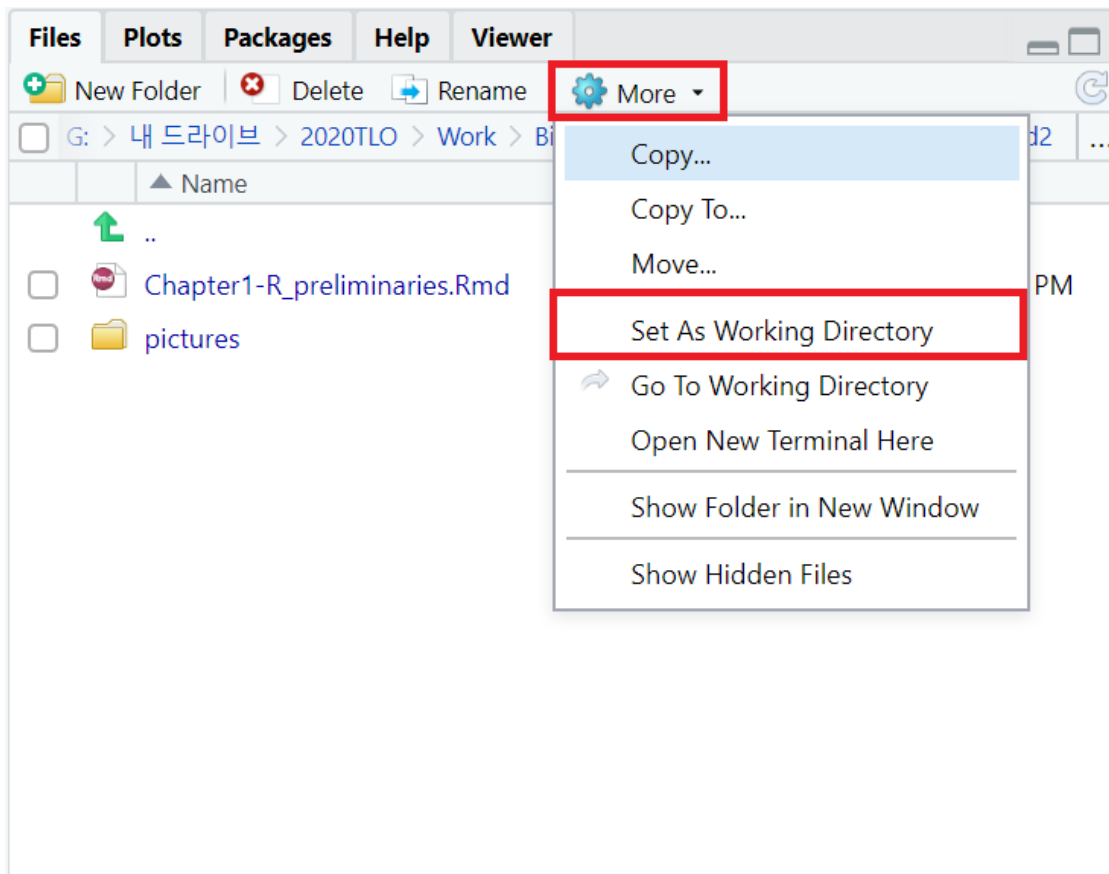 Files Plots Packages Help Viewer
New Folder Delete Rename More
G: > 내 드라이브 > 2020TLO > Work > Bi d2 ...
Name
..
Chapter1-R_preliminaries.Rmd PM
pictures
Copy...
Copy To...
Move...
Set As Working Directory
Go To Working Directory
Open New Terminal Here
Show Folder in New Window
Show Hidden Files